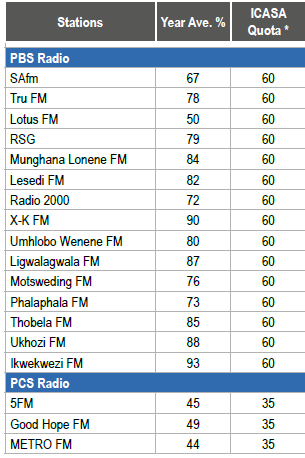 Stations Year Ave. % ICASA Quota *
PBS Radio
SAfm 67 60
Tru FM 78 60
Lotus FM 50 60
RSG 79 60
Munghana Lonene FM 84 60
Lesedi FM 82 60
Radio 2000 72 60
X-K FM 90 60
Umhlobo Wenene FM 80 60
Ligwalagwala FM 87 60
Motsweding FM 76 60
Phalaphala FM 73 60
Thobela FM 85 60
Ukhozi FM 88 60
Ikwekwezi FM 93 60
PCS Radio
5FM 45 35
Good Hope FM 49 35
METRO FM 44 35